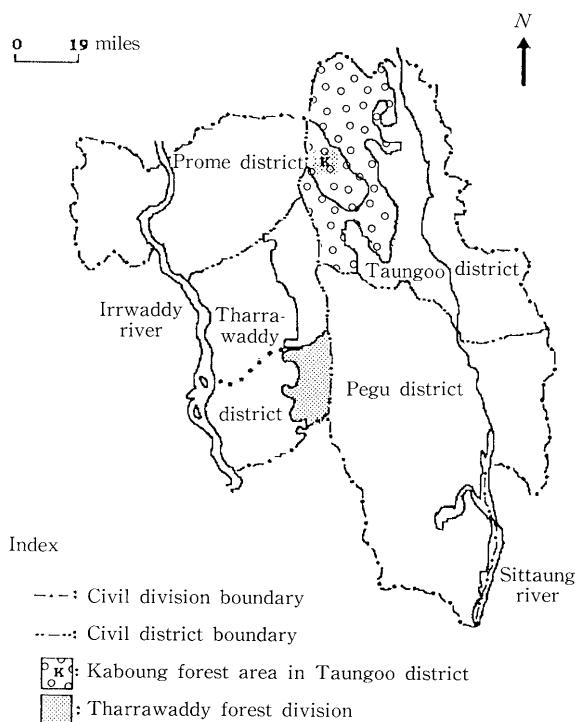 0 19 miles
N
Prome district
K
Taungoo district
Irrwaddy
river
Tharra-
waddy
district
Pegu district
Sittaung
river
Index
: Civil division boundary
: Civil district boundary
K : Kaboung forest area in Taungoo district
: Tharrawaddy forest division